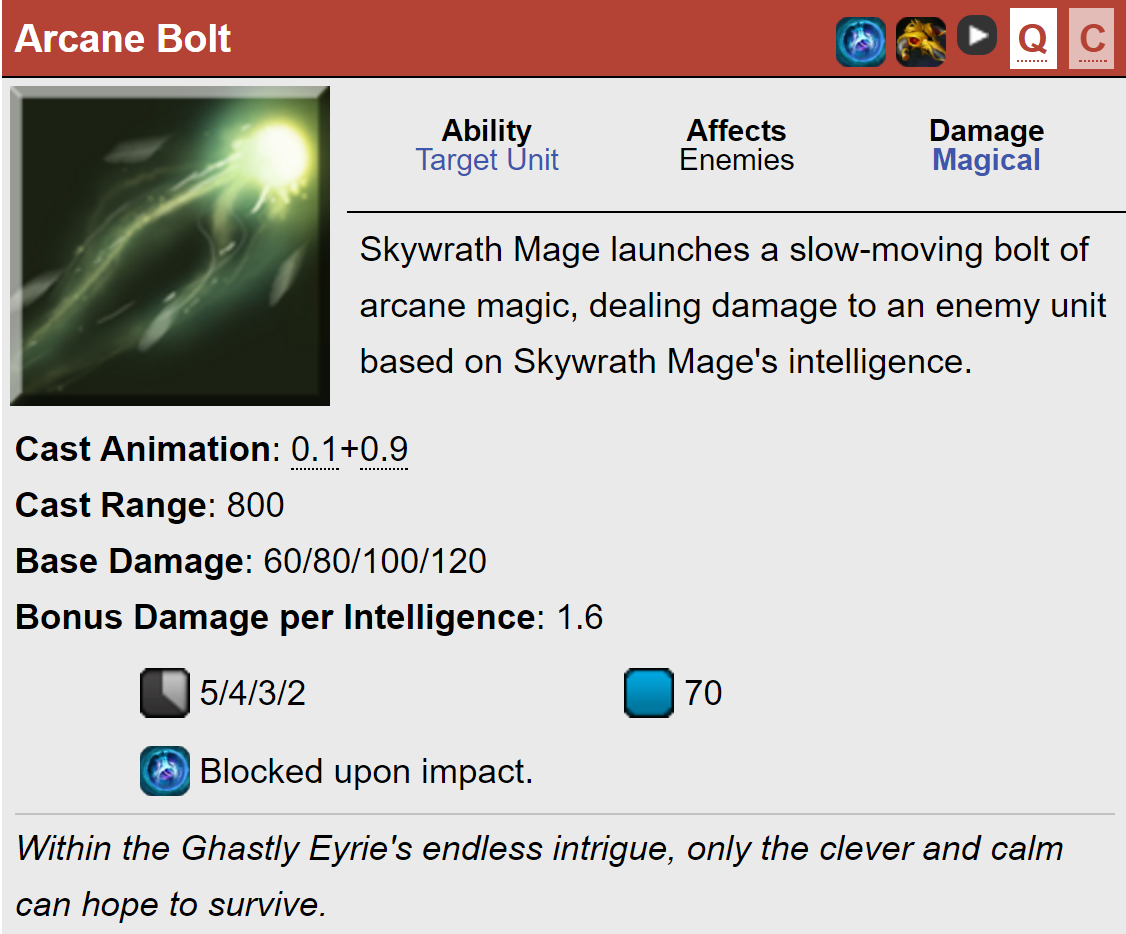 Arcane Bolt
Q C
Ability Affects Damage
Target Unit Enemies Magical
Skywrath Mage launches a slow-moving bolt of
arcane magic, dealing damage to an enemy unit
based on Skywrath Mage's intelligence.
Cast Animation: 0.1+0.9
Cast Range: 800
Base Damage: 60/80/100/120
Bonus Damage per Intelligence: 1.6
5/4/3/2 70
Blocked upon impact.
Within the Ghastly Eyrie's endless intrigue, only the clever and calm
can hope to survive.